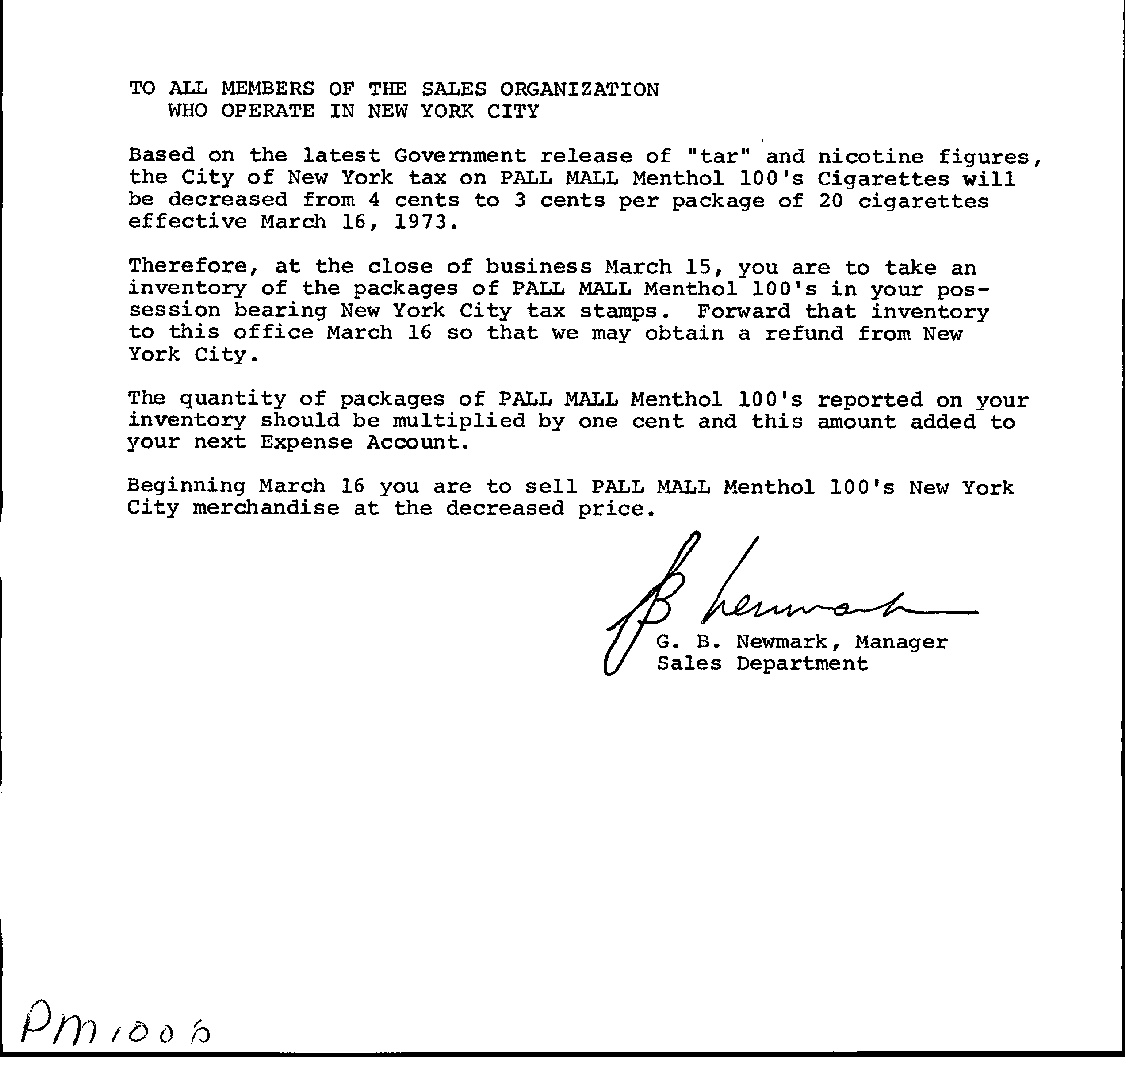 TO ALL MEMBERS OF THE SALES ORGANIZATION
WHO OPERATE IN NEW YORK CITY
Based on the latest Government release of "tar" and nicotine figures,
the City of New York tax on PALL MALL Menthol 100's Cigarettes will
be decreased from 4 cents to 3 cents per package of 20 cigarettes
effective March 16, 1973.
Therefore, at the close of business March 15, you are to take an
inventory of the packages of PALL MALL Menthol 100's in your pos-
session bearing New York City tax stamps. Forward that inventory
to this office March 16 so that we may obtain a refund from New
York City.
The quantity of packages of PALL MALL Menthol 100's reported on your
inventory should be multiplied by one cent and this amount added to
your next Expense Account.
Beginning March 16 you are to sell PALL MALL Menthol 100's New York
City merchandise at the decreased price.
GB Newmark
G. B. Newmark, Manager
Sales Department
PM 100s